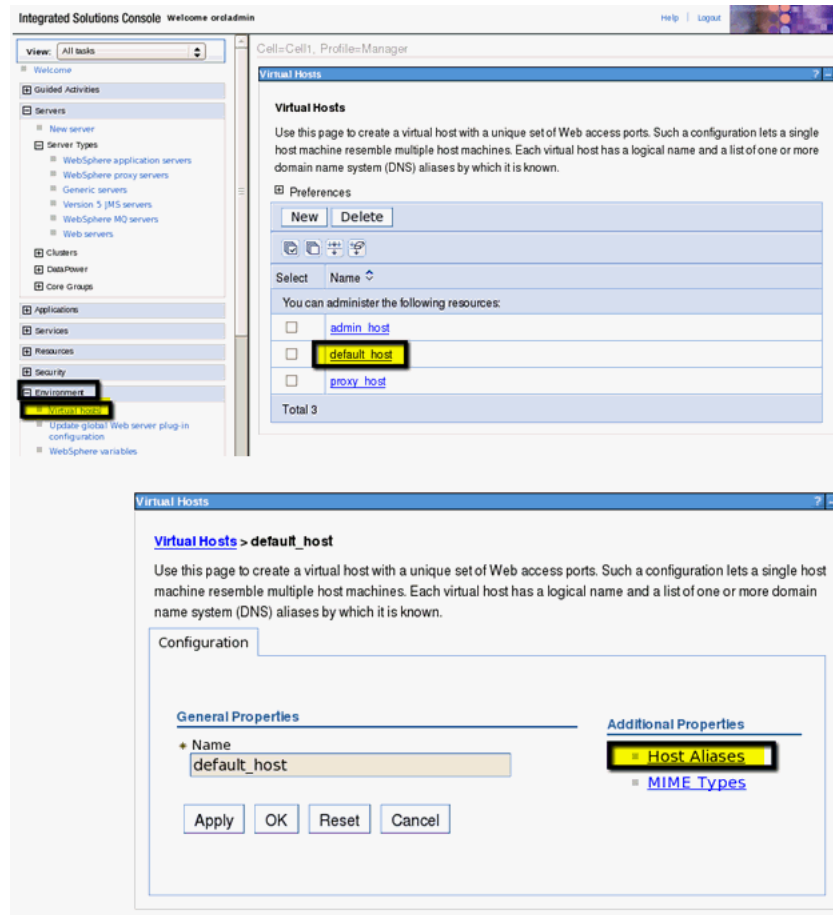 Integrated Solutions Console Welcome orcladmin
Help | Logout
View: All tasks
Welcome
Guided Activities
Servers
New server
Server Types
WebSphere application servers
WebSphere proxy servers
Generic servers
Version 5 JMS servers
WebSphere MQ servers
Web servers
Clusters
DataPower
Core Groups
Applications
Services
Resources
Security
Environment
Virtual hosts
Update global Web server plug-in
configuration
WebSphere variables
Cell=Cell1, Profile=Manager
Virtual Hosts ? –
Virtual Hosts
Use this page to create a virtual host with a unique set of Web access ports. Such a configuration lets a single
host machine resemble multiple host machines. Each virtual host has a logical name and a list of one or more
domain name system (DNS) aliases by which it is known.
Preferences
New Delete
Select Name
You can administer the following resources:
admin_host
default_host
proxy_host
Total 3
Virtual Hosts ? –
Virtual Hosts > default_host
Use this page to create a virtual host with a unique set of Web access ports. Such a configuration lets a single host
machine resemble multiple host machines. Each virtual host has a logical name and a list of one or more domain
name system (DNS) aliases by which it is known.
Configuration
General Properties
Name
default_host
Apply OK Reset Cancel
Additional Properties
Host Aliases
MIME Types